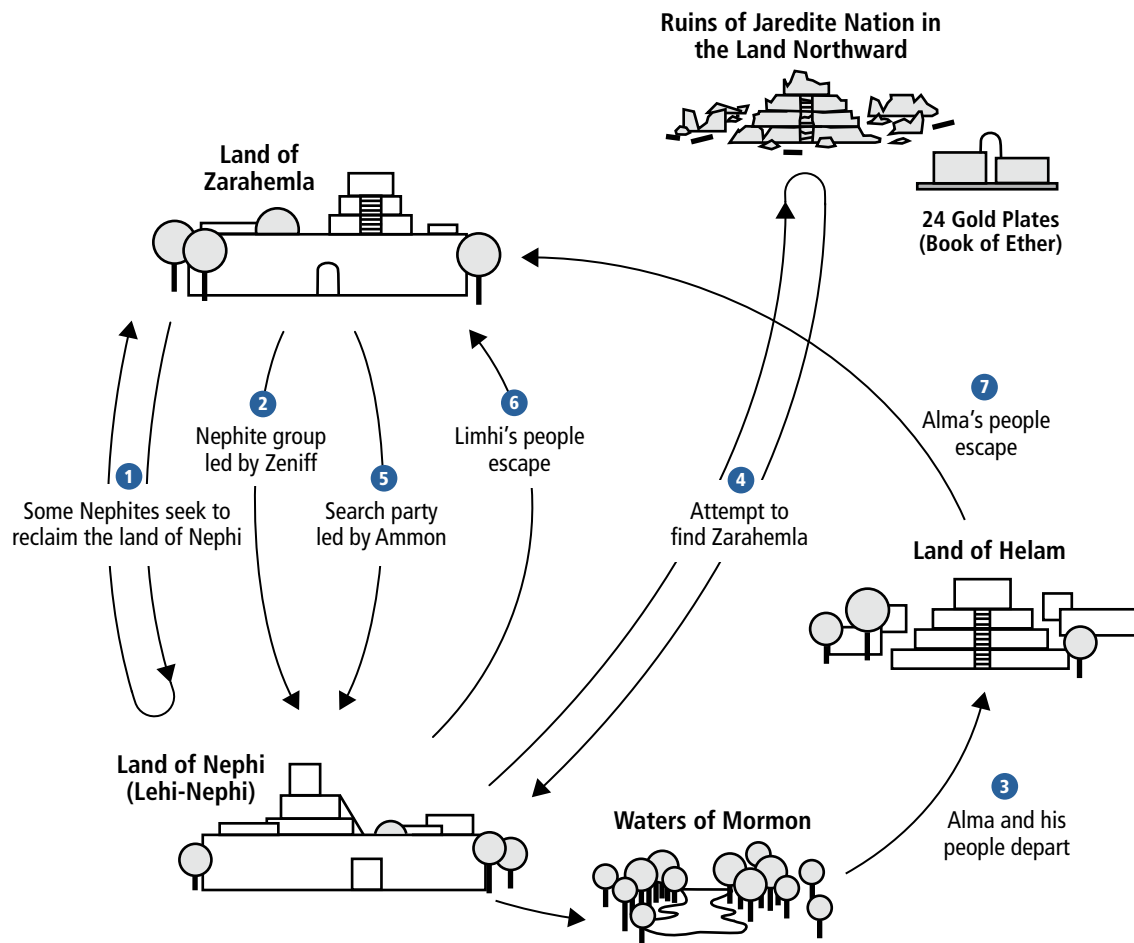 Ruins of Jaredite Nation in
the Land Northward
24 Gold Plates
(Book of Ether)
Land of
Zarahemla
1
Some Nephites seek to
reclaim the land of Nephi
2
Nephite group
led by Zeniff
5
Search party
led by Ammon
6
Limhi’s people
escape
4
Attempt to
find Zarahemla
7
Alma’s people
escape
Land of Helam
Land of Nephi
(Lehi-Nephi)
Waters of Mormon
3
Alma and his
people depart